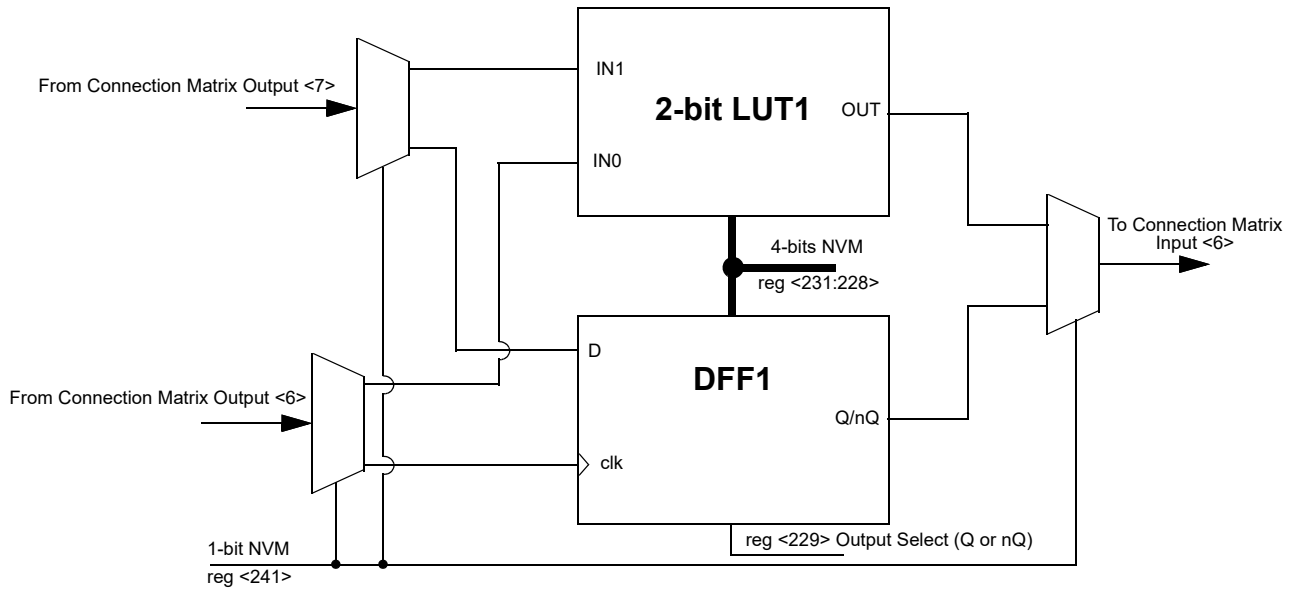 From Connection Matrix Output <7>
IN1
2-bit LUT1
OUT
IN0
To Connection Matrix
Input <6>
4-bits NVM
reg <231:228>
D
DFF1
From Connection Matrix Output <6>
Q/nQ
clk
reg <229> Output Select (Q or nQ)
1-bit NVM
reg <241>